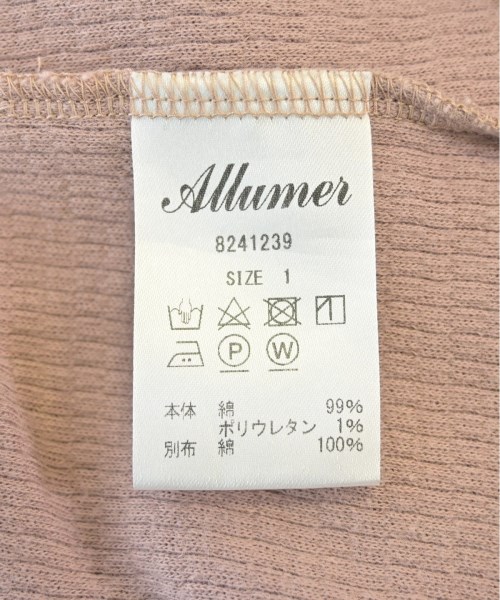 Allumer
8241239
SIZE 1
P W
本体 綿 99%
ポリウレタン 1%
別布 綿 100%